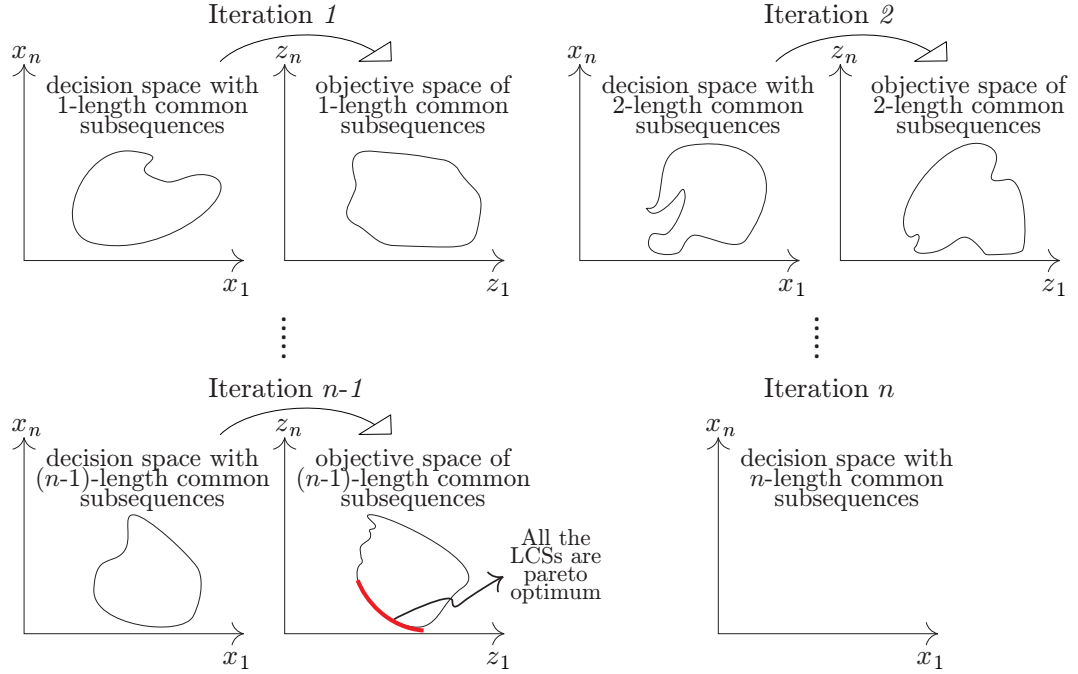 Iteration 1
x_n
decision space with
1-length common
subsequences
x_1
z_n
objective space of
1-length common
subsequences
z_1
Iteration 2
x_n
decision space with
2-length common
subsequences
x_1
z_n
objective space of
2-length common
subsequences
z_1
Iteration n-1
x_n
decision space with
(n-1)-length common
subsequences
x_1
z_n
objective space of
(n-1)-length common
subsequences
z_1
All the
LCSs are
pareto
optimum
Iteration n
x_n
decision space with
n-length common
subsequences
x_1